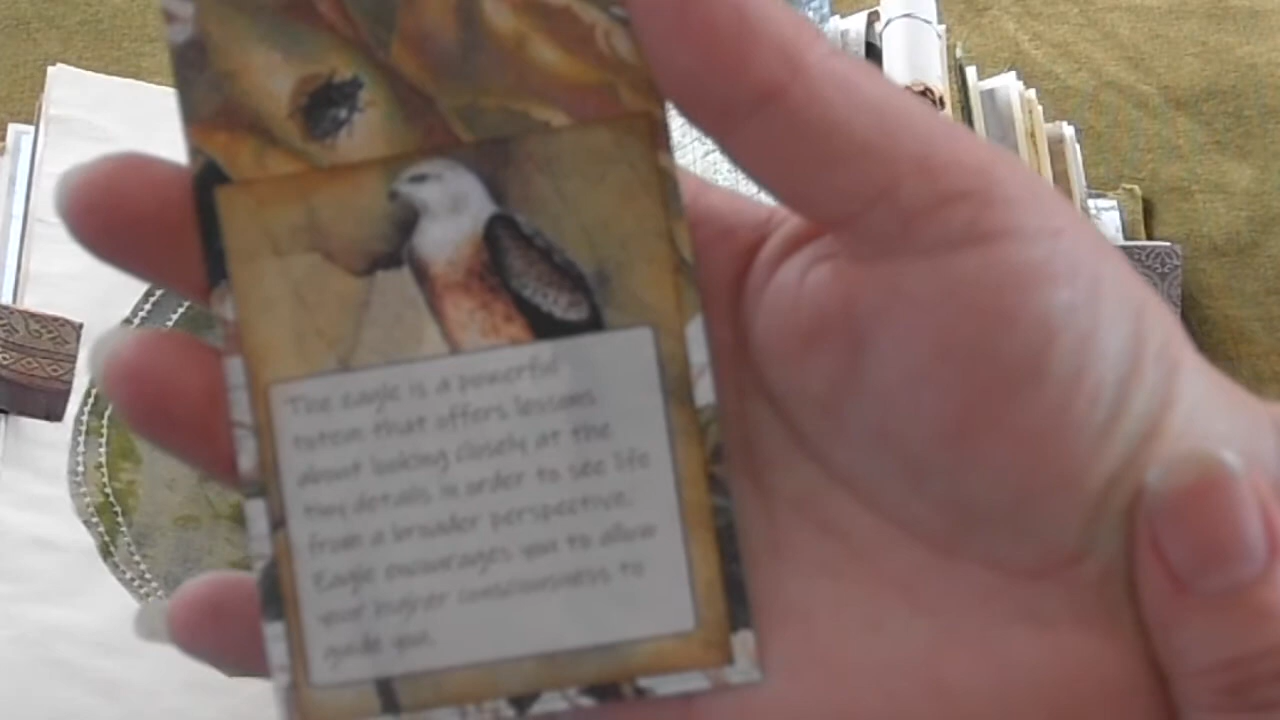 The eagle is a powerful
totem that offers lessons
about looking closely at the
tiny details in order to see life
from a broader perspective.
Eagle encourages you to allow
your higher consciousness to
guide you.